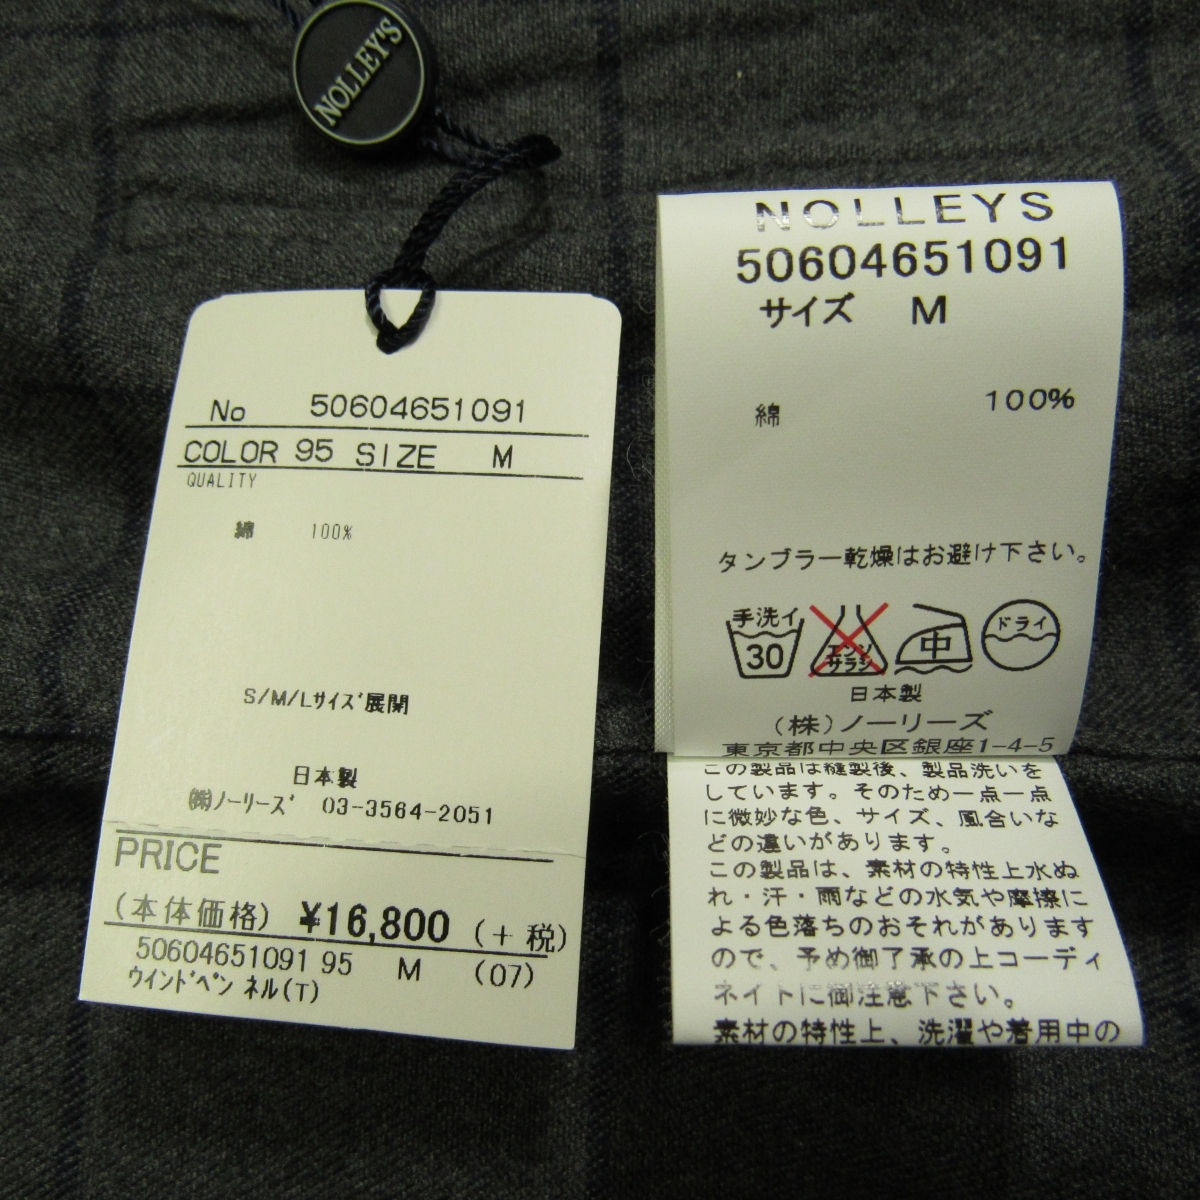 NOLLEY'S
No 50604651091
COLOR 95 SIZE M
QUALITY
綿 100%
S/M/Lサイズ展開
日本製
㈱ノーリーズ 03-3564-2051
PRICE
(本体価格) ¥16,800 (+税)
50604651091 95 M (07)
ウインドペン ネル(T)
NOLLEYS
50604651091
サイズ M
綿 100%
タンブラー乾燥はお避け下さい。
手洗イ
30
エンソ
サラシ
中
ドライ
日本製
(株)ノーリーズ
東京都中央区銀座1-4-5
この製品は縫製後、製品洗いを
しています。そのため一点一点
に微妙な色、サイズ、風合いな
どの違いがあります。
この製品は、素材の特性上水ぬ
れ・汗・雨などの水気や摩擦に
よる色落ちのおそれがあります
ので、予め御了承の上コーディ
ネイトに御注意下さい。
素材の特性上、洗濯や着用中の